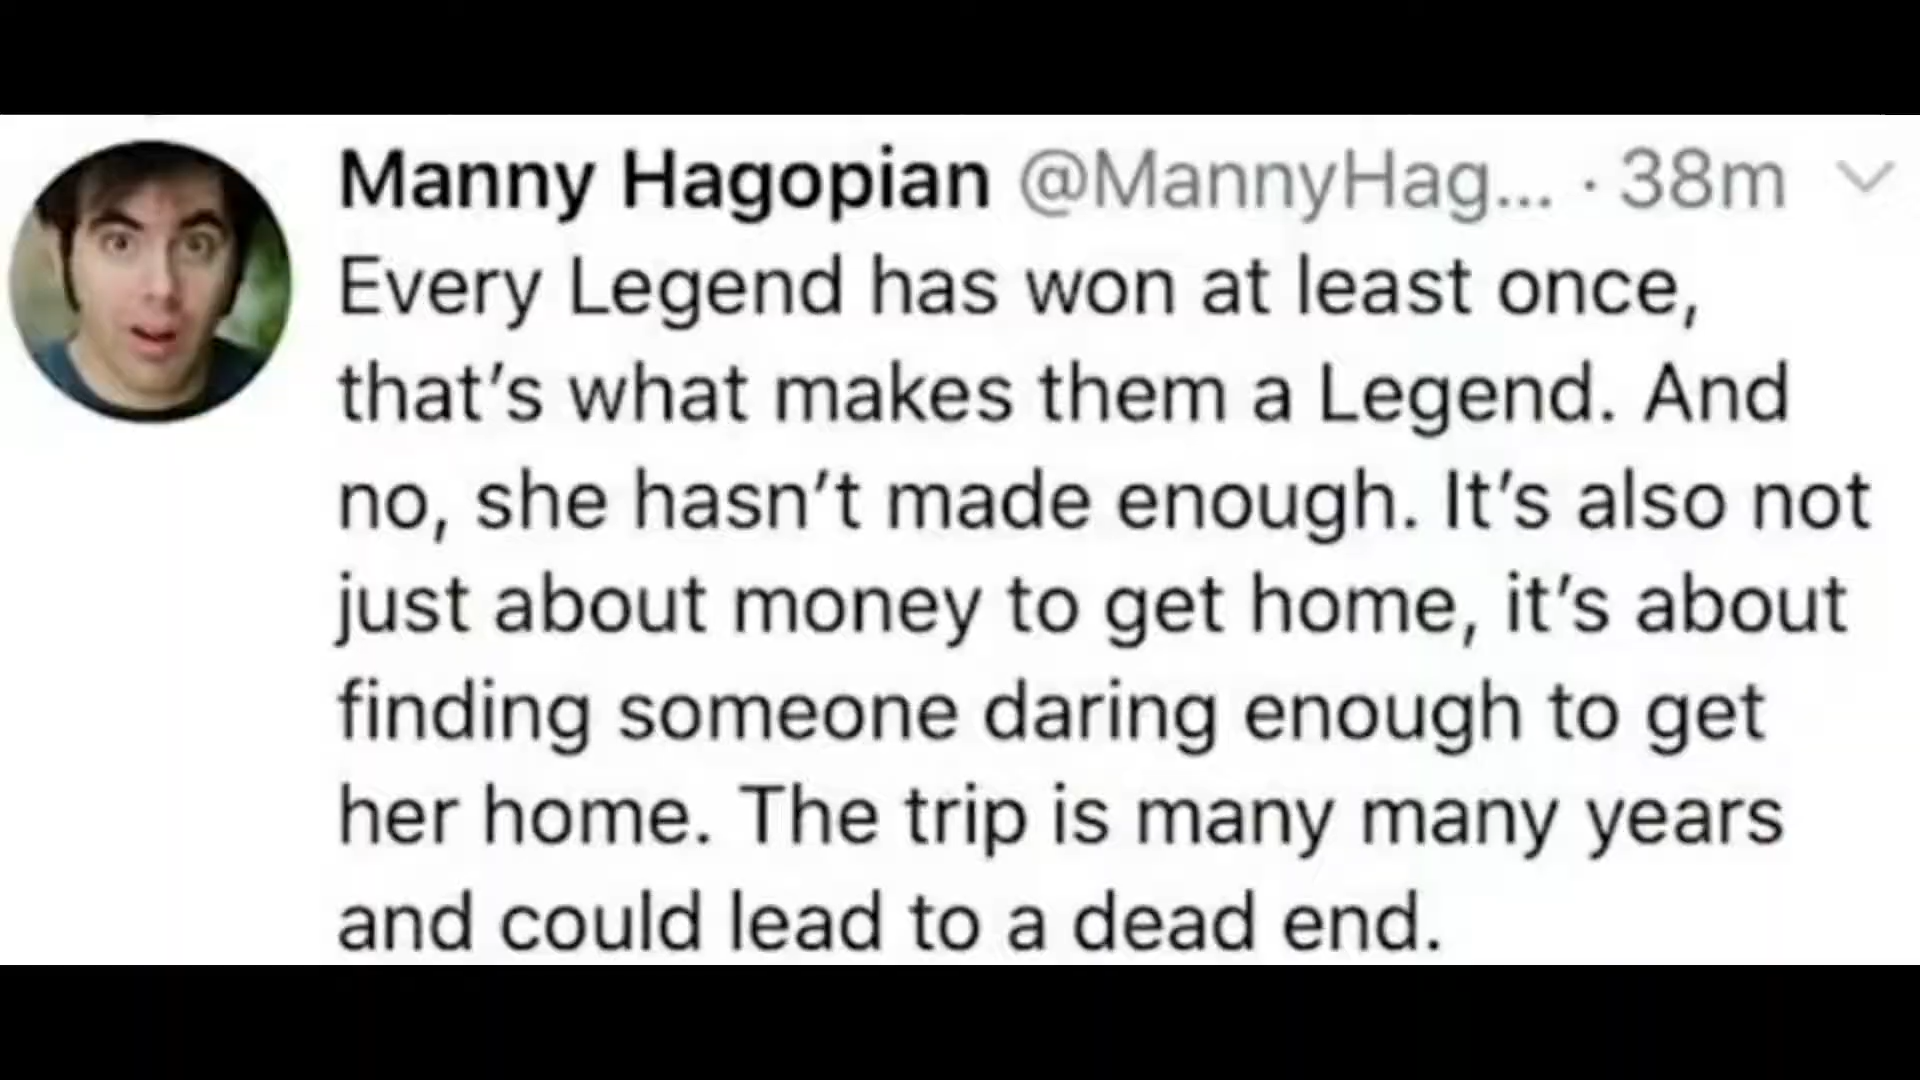 Manny Hagopian @MannyHag... · 38m
Every Legend has won at least once,
that's what makes them a Legend. And
no, she hasn't made enough. It's also not
just about money to get home, it's about
finding someone daring enough to get
her home. The trip is many many years
and could lead to a dead end.